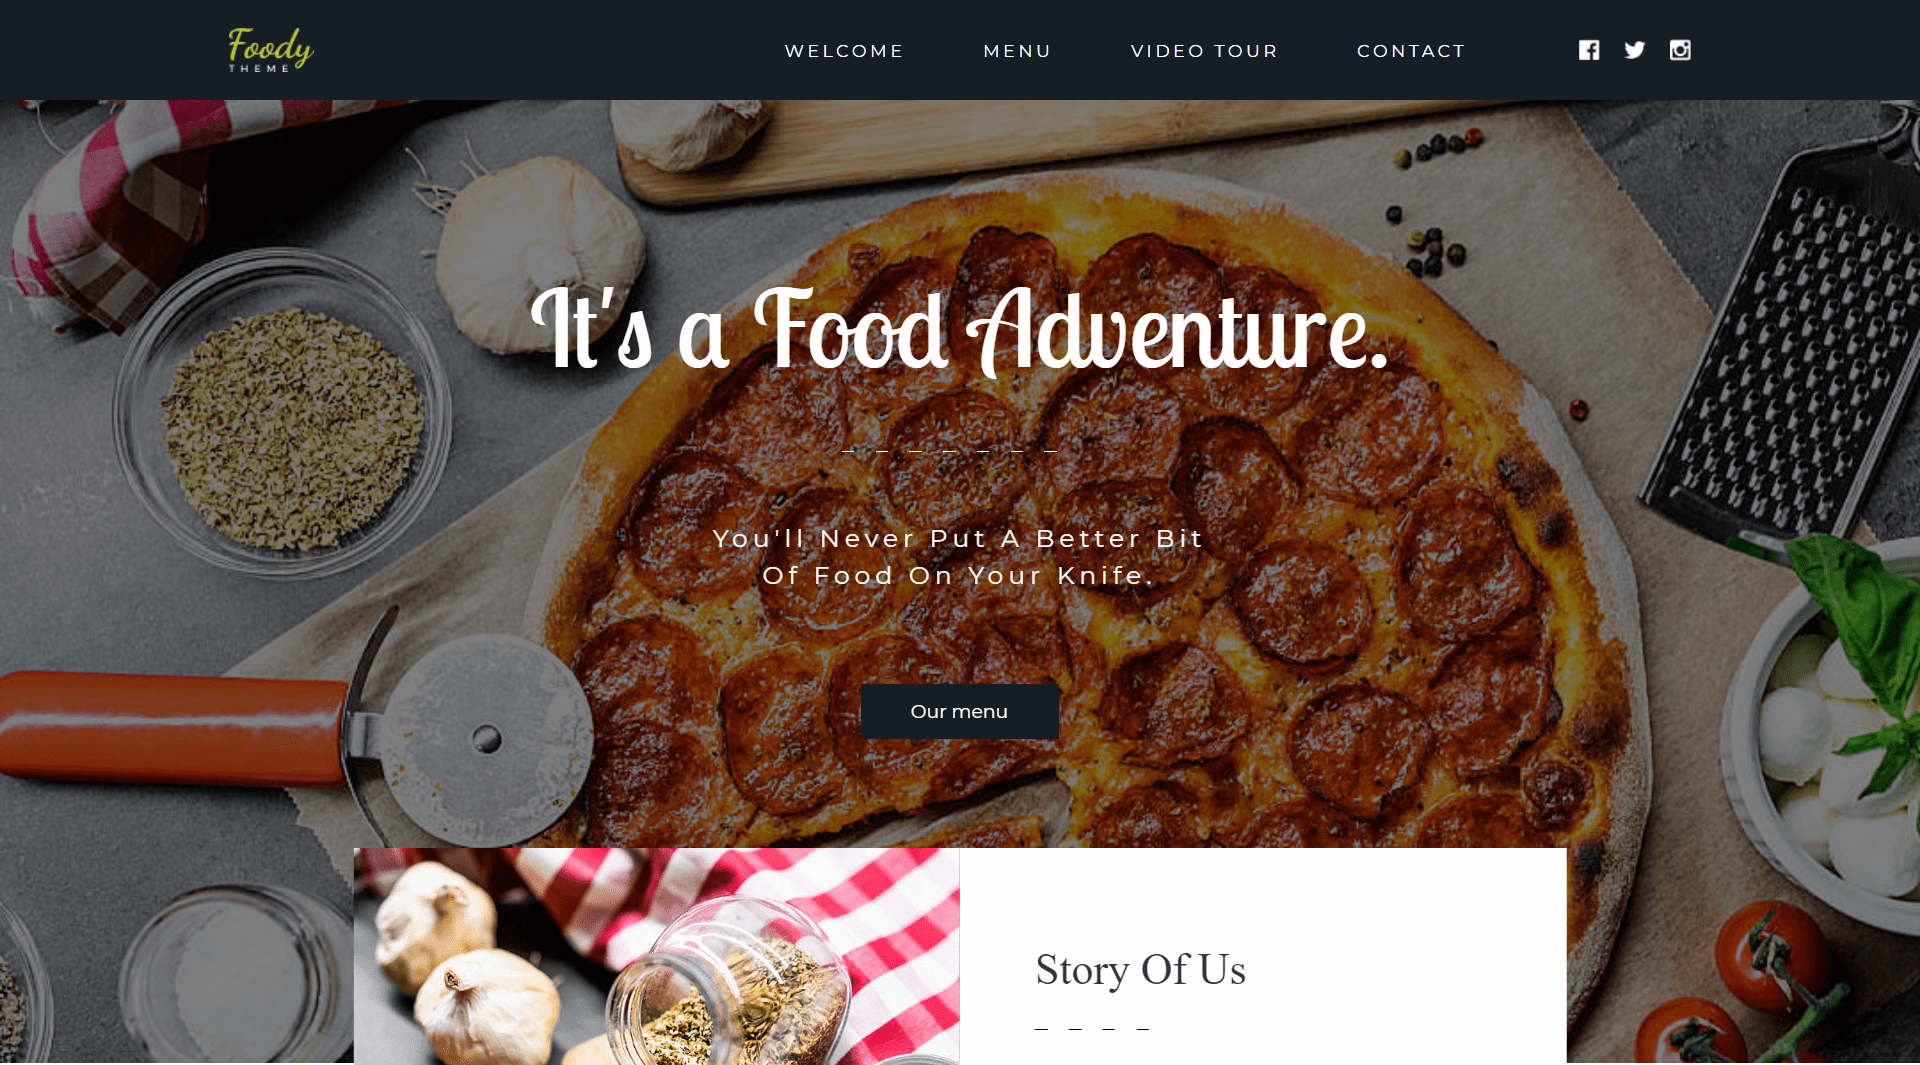 Foody
THEME
WELCOME
MENU
VIDEO TOUR
CONTACT
It's a Food Adventure.
You'll Never Put A Better Bit
Of Food On Your Knife.
Our menu
Story Of Us